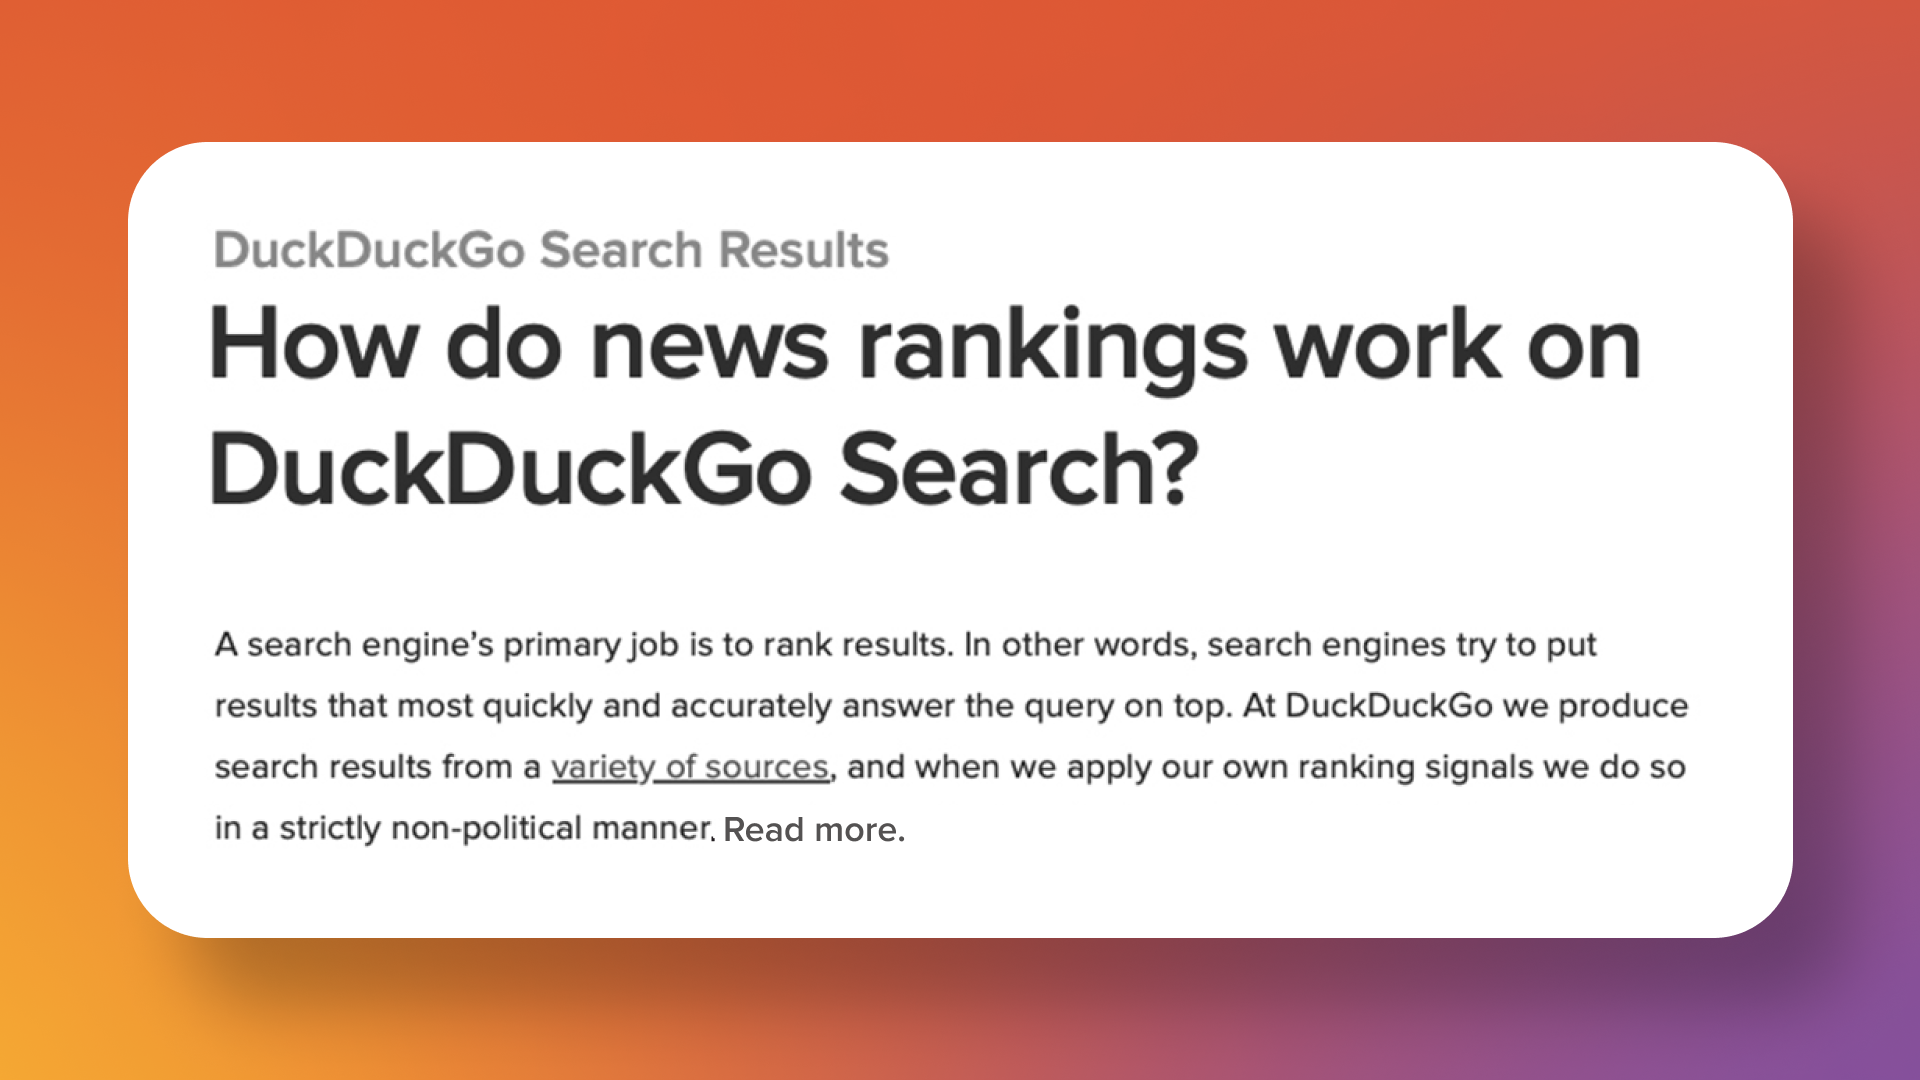 DuckDuckGo Search Results
How do news rankings work on
DuckDuckGo Search?
A search engine’s primary job is to rank results. In other words, search engines try to put
results that most quickly and accurately answer the query on top. At DuckDuckGo we produce
search results from a variety of sources, and when we apply our own ranking signals we do so
in a strictly non-political manner. Read more.